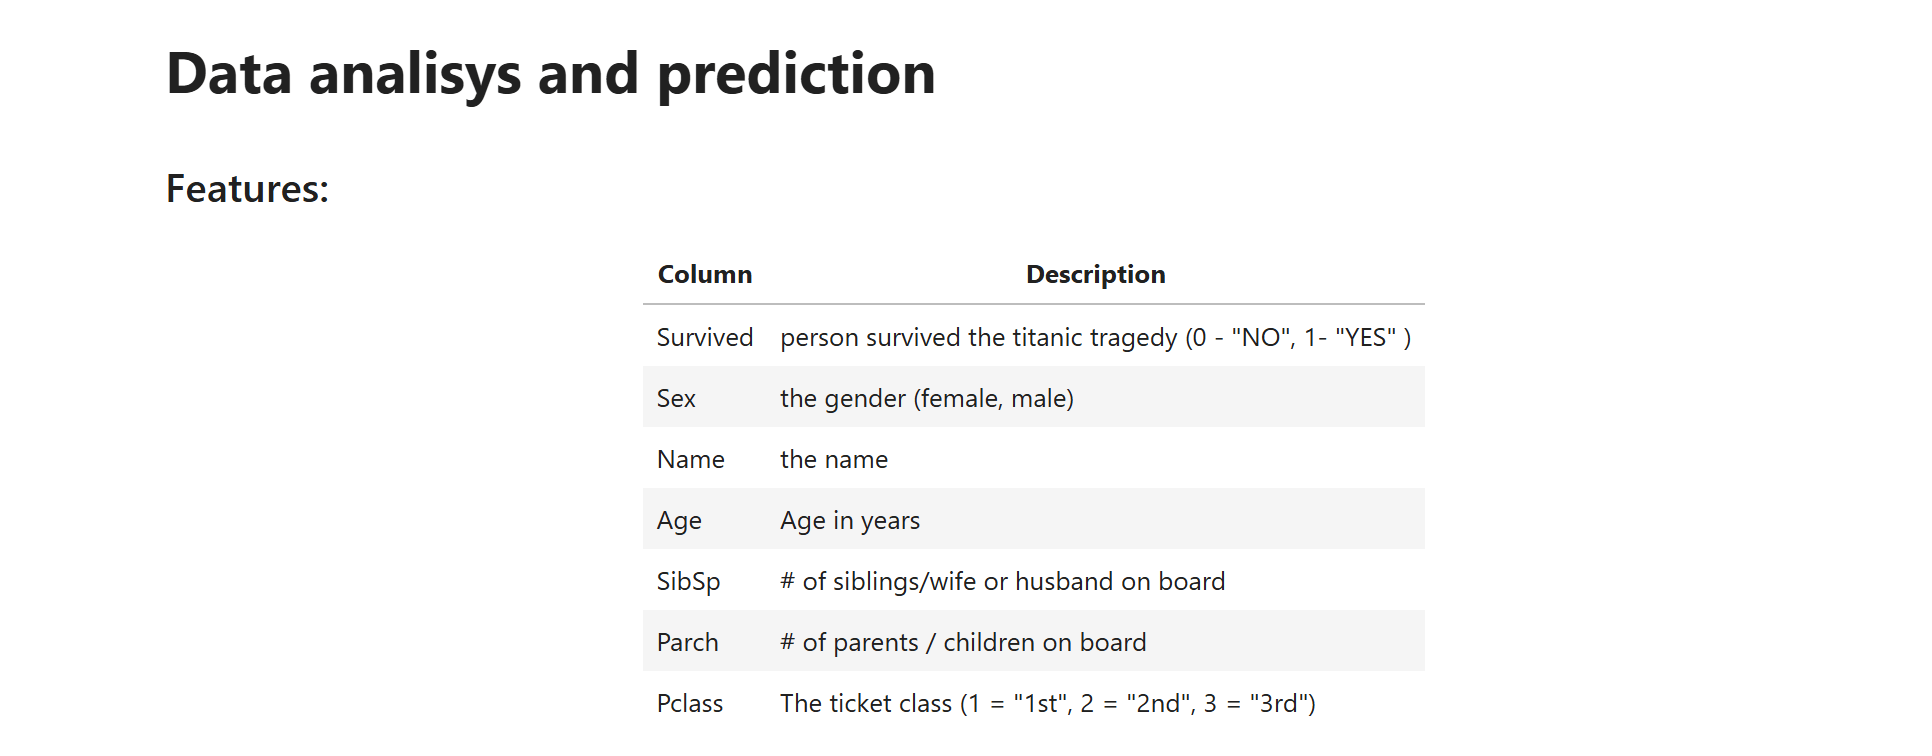 Data analisys and prediction
Features:
Column Description
Survived person survived the titanic tragedy (0 - "NO", 1- "YES" )
Sex the gender (female, male)
Name the name
Age Age in years
SibSp # of siblings/wife or husband on board
Parch # of parents / children on board
Pclass The ticket class (1 = "1st", 2 = "2nd", 3 = "3rd")